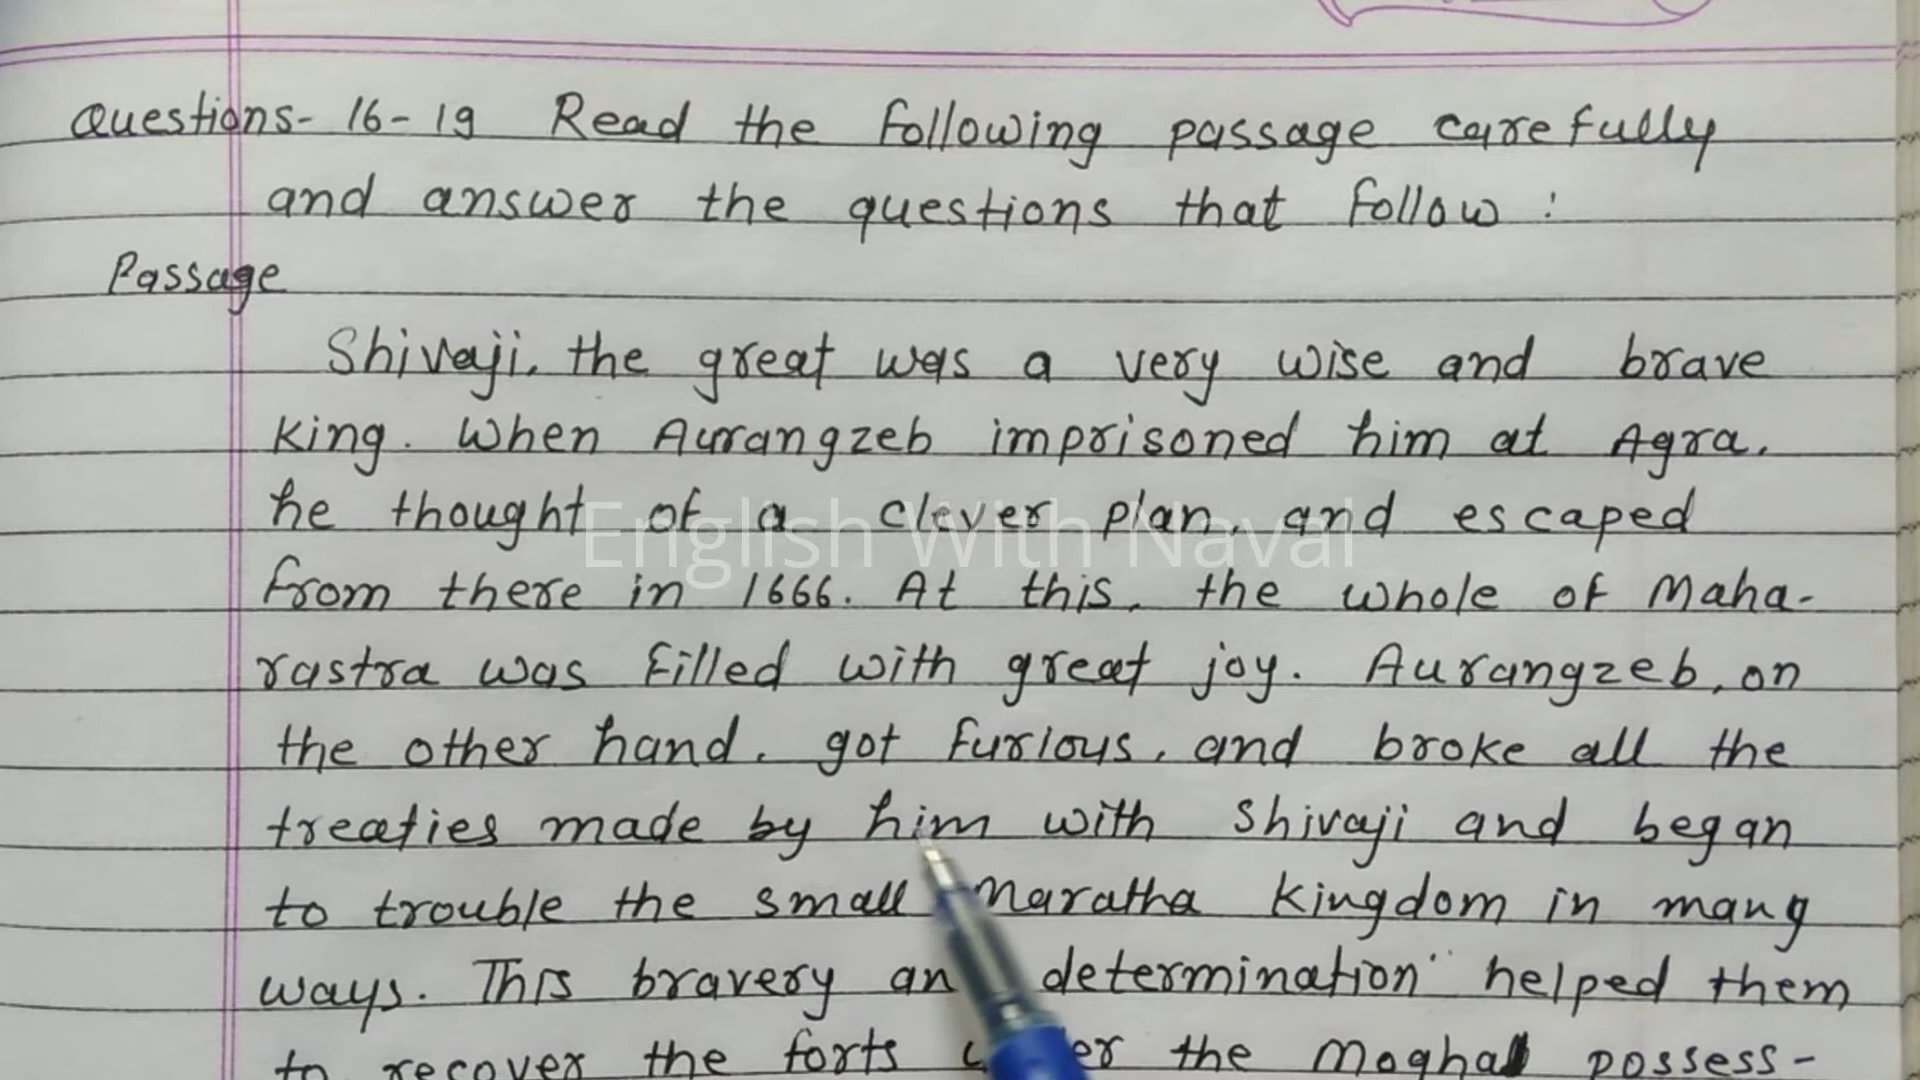 Questions- 16-19 Read the following passage carefully
and answer the questions that follow :
Passage
Shivaji, the great was a very wise and brave
king. When Aurangzeb imprisoned him at Agra,
he thought of a clever plan, and escaped
from there in 1666. At this, the whole of Maha-
rastra was filled with great joy. Aurangzeb, on
the other hand, got furious, and broke all the
treaties made by him with Shivaji and began
to trouble the small Maratha kingdom in many
ways. This bravery determination helped them
to recover the forts the Moghal possess-
English With Naval